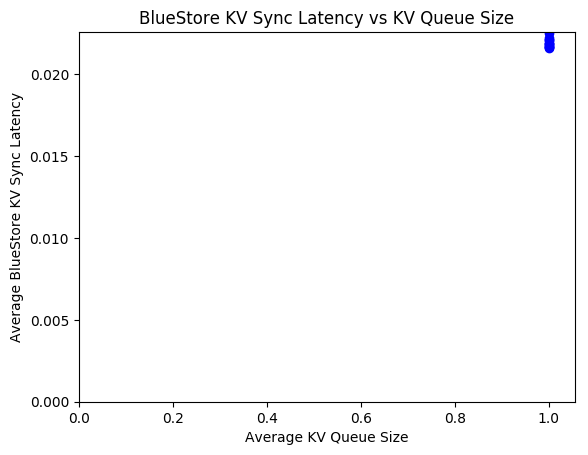 BlueStore KV Sync Latency vs KV Queue Size
0.020
0.015
0.010
0.005
0.000
Average BlueStore KV Sync Latency
0.0 0.2 0.4 0.6 0.8 1.0
Average KV Queue Size